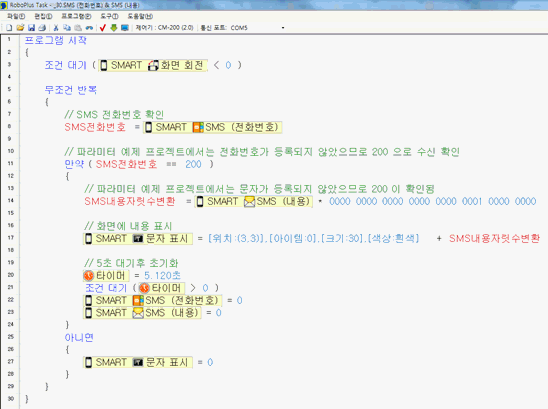 RoboPlus Task - _30.SMS (전화번호) & SMS (내용)
파일(F) 편집(E) 프로그램(P) 도구(T) 도움말(H)
제어기 : CM-200 (2.0) 통신 포트 : COM5
1 프로그램 시작
2 {
3 조건 대기 ( SMART 화면 회전 < 0 )
4
5 무조건 반복
6 {
7 // SMS 전화번호 확인
8 SMS전화번호 = SMART SMS (전화번호)
9
10 // 파라미터 예제 프로젝트에서는 전화번호가 등록되지 않았으므로 200 으로 수신 확인
11 만약 ( SMS전화번호 == 200 )
12 {
13 // 파라미터 예제 프로젝트에서는 문자가 등록되지 않았으므로 200 이 확인됨
14 SMS내용자릿수변환 = SMART SMS (내용) * 0000 0000 0000 0000 0000 0001 0000 0000
15
16 // 화면에 내용 표시
17 SMART 문자 표시 = [위치:(3,3)],[아이템:0],[크기:30],[색상:흰색] + SMS내용자릿수변환
18
19 // 5초 대기후 초기화
20 타이머 = 5.120초
21 조건 대기 ( 타이머 > 0 )
22 SMART SMS (전화번호) = 0
23 SMART SMS (내용) = 0
24 }
25 아니면
26 {
27 SMART 문자 표시 = 0
28 }
29 }
30 }